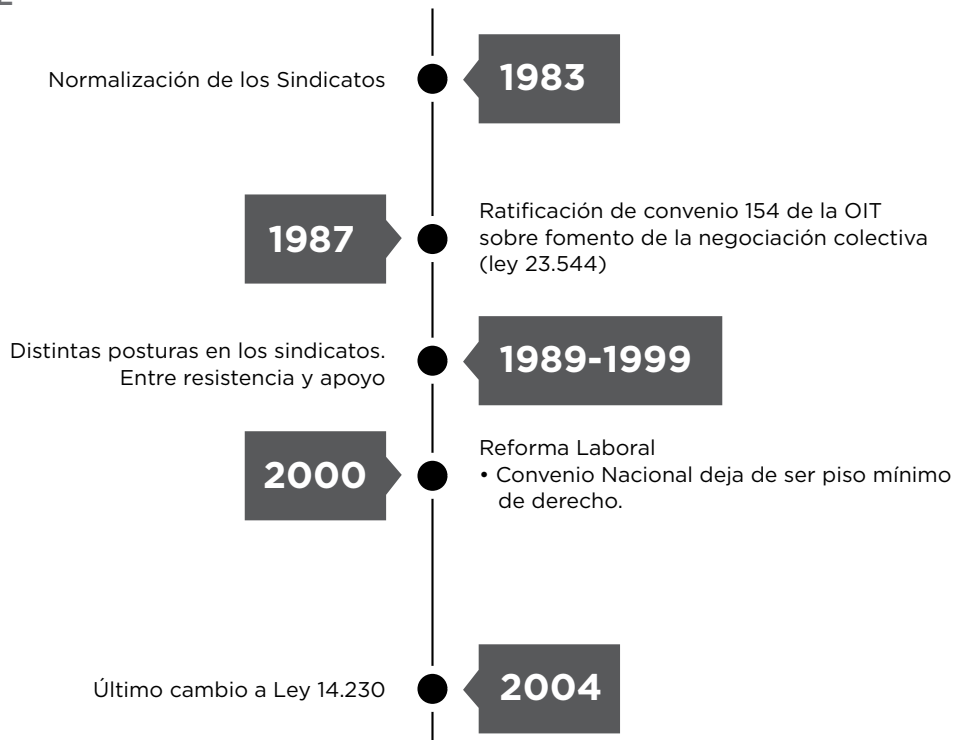 Normalización de los Sindicatos
1983
1987
Ratificación de convenio 154 de la OIT
sobre fomento de la negociación colectiva
(ley 23.544)
Distintas posturas en los sindicatos.
Entre resistencia y apoyo
1989-1999
2000
Reforma Laboral
• Convenio Nacional deja de ser piso mínimo
de derecho.
Último cambio a Ley 14.230
2004